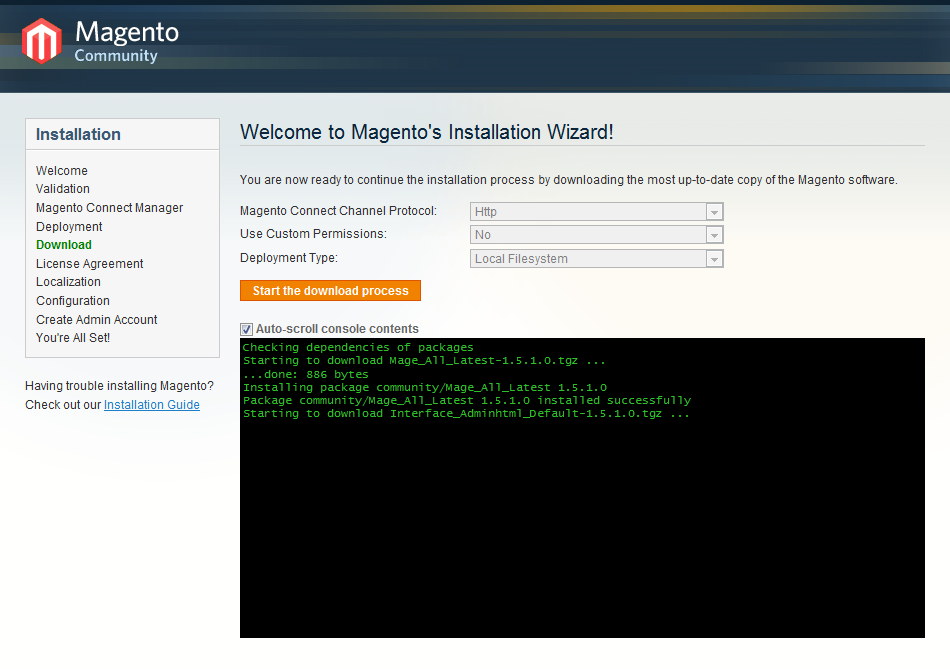 Magento
Community
Installation
Welcome
Validation
Magento Connect Manager
Deployment
Download
License Agreement
Localization
Configuration
Create Admin Account
You're All Set!
Having trouble installing Magento?
Check out our Installation Guide
Welcome to Magento's Installation Wizard!
You are now ready to continue the installation process by downloading the most up-to-date copy of the Magento software.
Magento Connect Channel Protocol: Http
Use Custom Permissions: No
Deployment Type: Local Filesystem
Start the download process
Auto-scroll console contents
Checking dependencies of packages
Starting to download Mage_All_Latest-1.5.1.0.tgz ...
...done: 886 bytes
Installing package community/Mage_All_Latest 1.5.1.0
Package community/Mage_All_Latest 1.5.1.0 installed successfully
Starting to download Interface_Adminhtml_Default-1.5.1.0.tgz ...